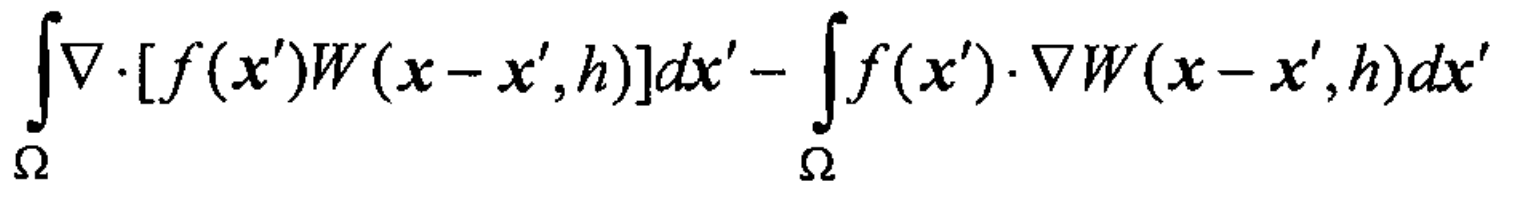 ∫Ω ∇·[f(x′)W(x − x′, h)]dx′ − ∫Ω f(x′)·∇W(x − x′, h)dx′